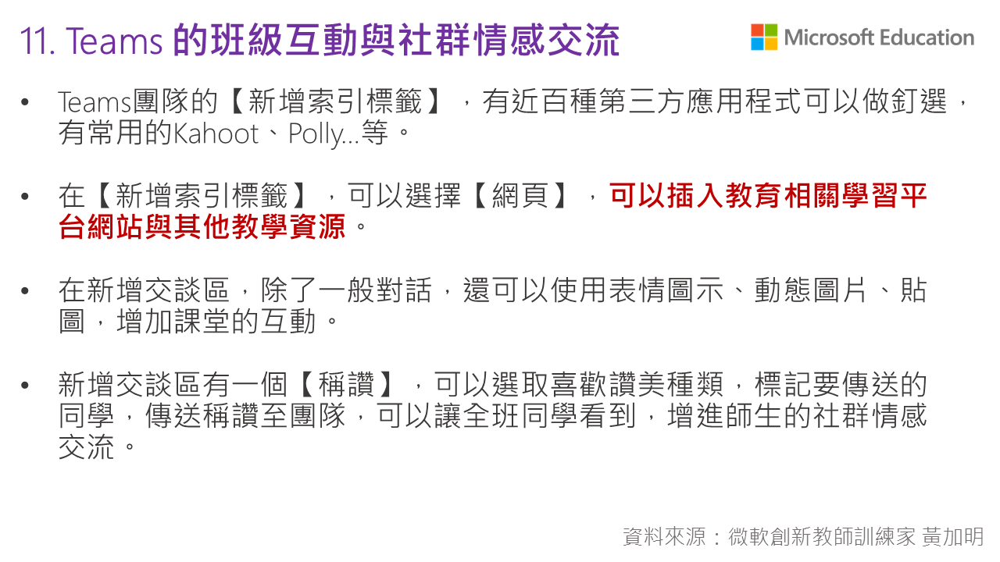 11. Teams 的班級互動與社群情感交流
Microsoft Education
• Teams團隊的【新增索引標籤】，有近百種第三方應用程式可以做釘選，
有常用的Kahoot、Polly…等。
• 在【新增索引標籤】，可以選擇【網頁】，可以插入教育相關學習平
台網站與其他教學資源。
• 在新增交談區，除了一般對話，還可以使用表情圖示、動態圖片、貼
圖，增加課堂的互動。
• 新增交談區有一個【稱讚】，可以選取喜歡讚美種類，標記要傳送的
同學，傳送稱讚至團隊，可以讓全班同學看到，增進師生的社群情感
交流。
資料來源：微軟創新教師訓練家 黃加明